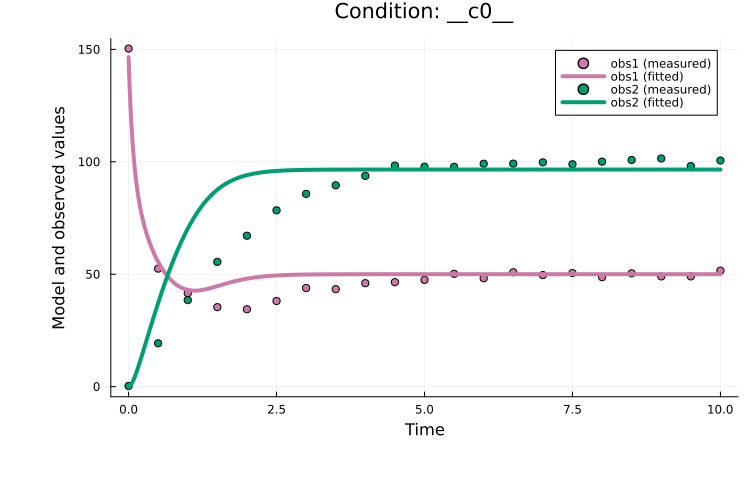 Condition: __c0__
Model and observed values
150
100
50
0
obs1 (measured)
obs1 (fitted)
obs2 (measured)
obs2 (fitted)
0.0 2.5 5.0 7.5 10.0
Time